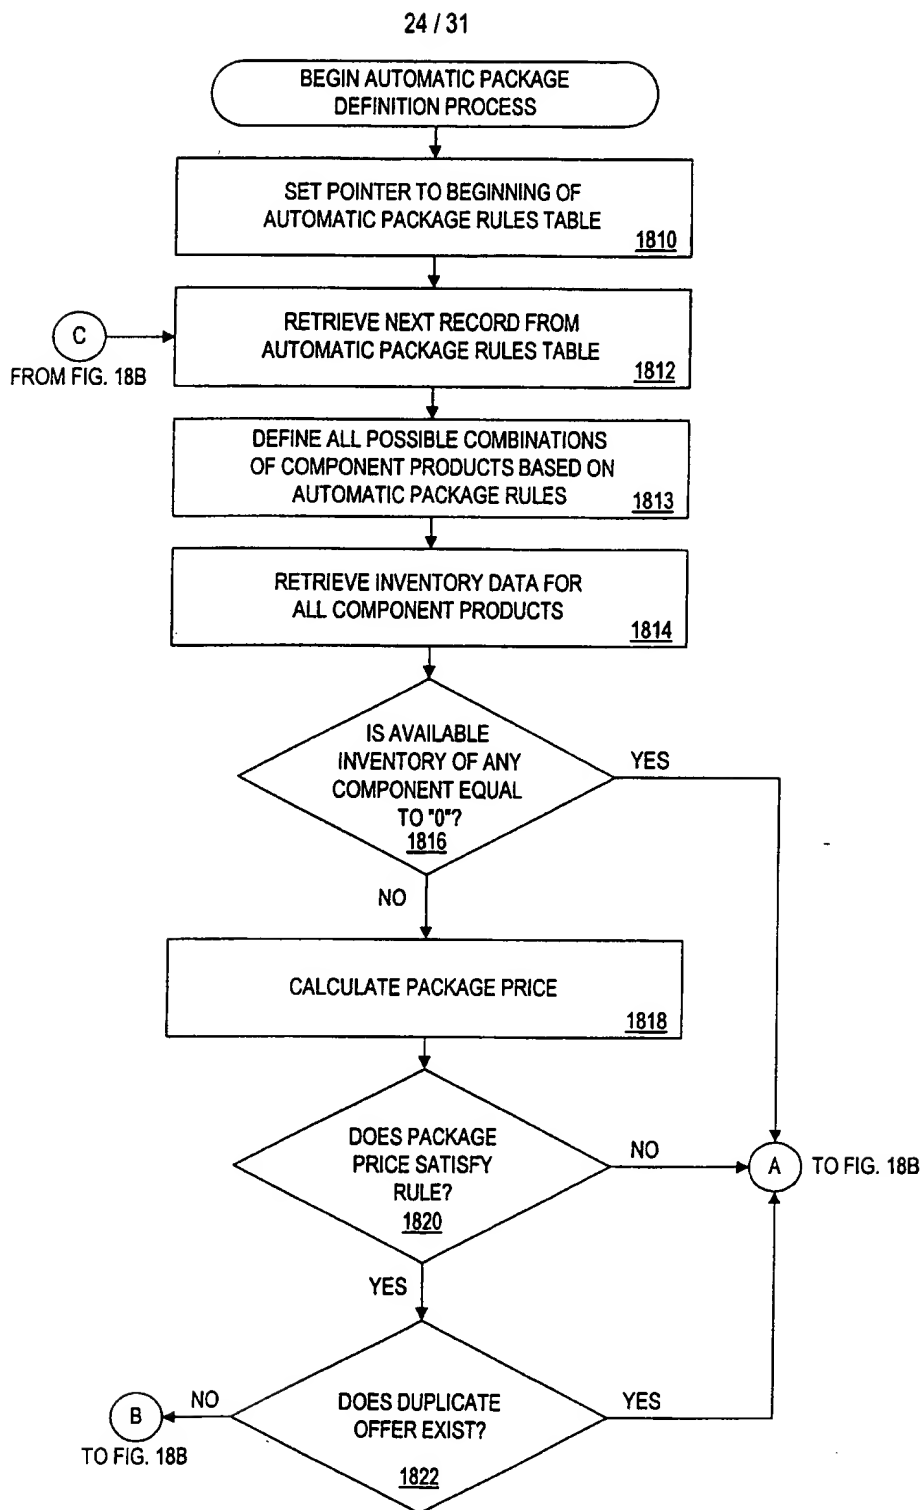 24 / 31
BEGIN AUTOMATIC PACKAGE
DEFINITION PROCESS
SET POINTER TO BEGINNING OF
AUTOMATIC PACKAGE RULES TABLE
1810
C
FROM FIG. 18B
RETRIEVE NEXT RECORD FROM
AUTOMATIC PACKAGE RULES TABLE
1812
DEFINE ALL POSSIBLE COMBINATIONS
OF COMPONENT PRODUCTS BASED ON
AUTOMATIC PACKAGE RULES
1813
RETRIEVE INVENTORY DATA FOR
ALL COMPONENT PRODUCTS
1814
IS AVAILABLE
INVENTORY OF ANY
COMPONENT EQUAL
TO "0"?
1816
YES
NO
CALCULATE PACKAGE PRICE
1818
DOES PACKAGE
PRICE SATISFY
RULE?
1820
NO
A
TO FIG. 18B
YES
DOES DUPLICATE
OFFER EXIST?
1822
YES
NO
B
TO FIG. 18B